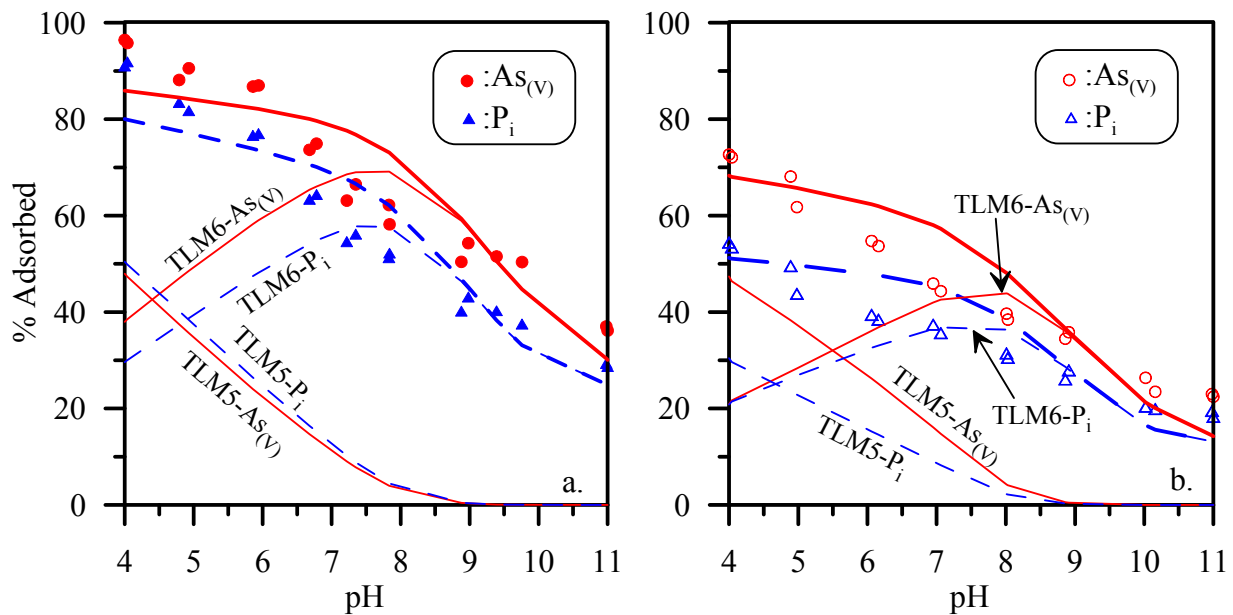 % Adsorbed
100
80
60
40
20
0
:As(V)
:Pi
TLM6-As(V)
TLM6-Pi
TLM5-Pi
TLM5-As(V)
a.
4 5 6 7 8 9 10 11
pH
100
80
60
40
20
0
:As(V)
:Pi
TLM6-As(V)
TLM5-As(V)
TLM6-Pi
TLM5-Pi
b.
4 5 6 7 8 9 10 11
pH